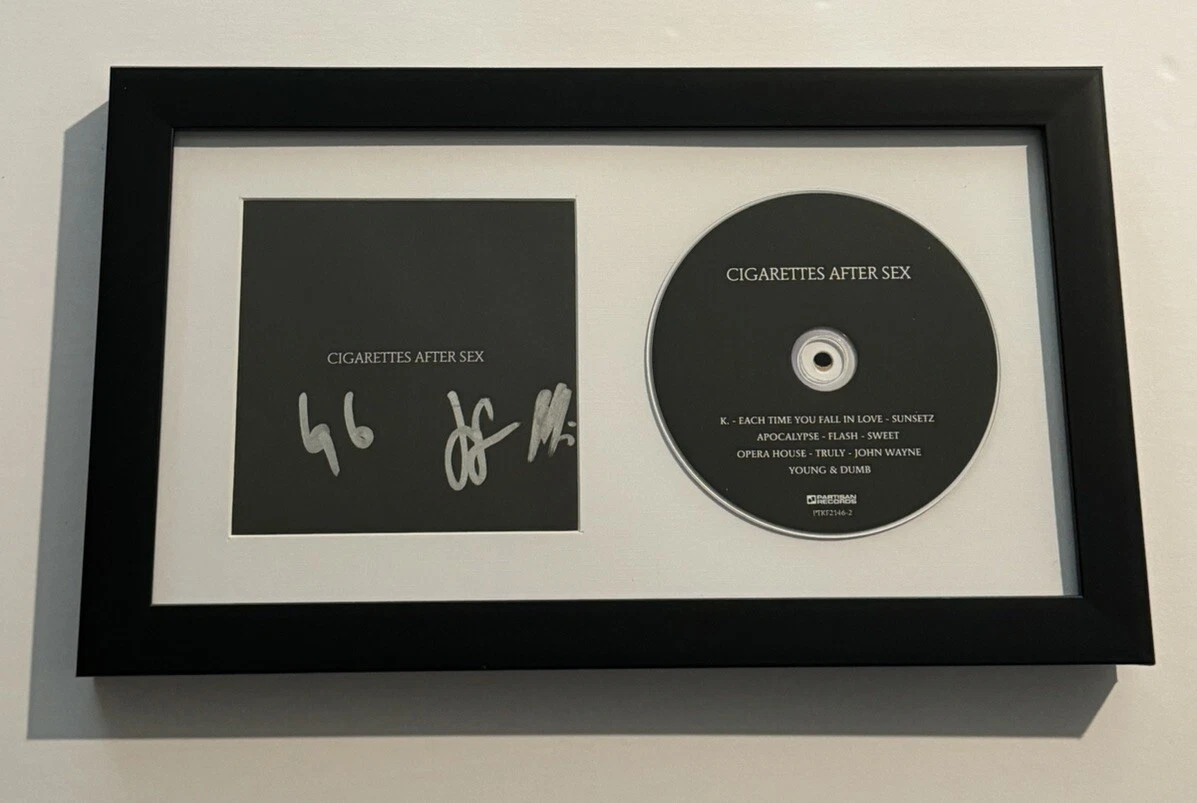 CIGARETTES AFTER SEX
CIGARETTES AFTER SEX
K. - EACH TIME YOU FALL IN LOVE - SUNSETZ
APOCALYPSE - FLASH - SWEET
OPERA HOUSE - TRULY - JOHN WAYNE
YOUNG & DUMB
PARTISAN
RECORDS
PTKF2146-2